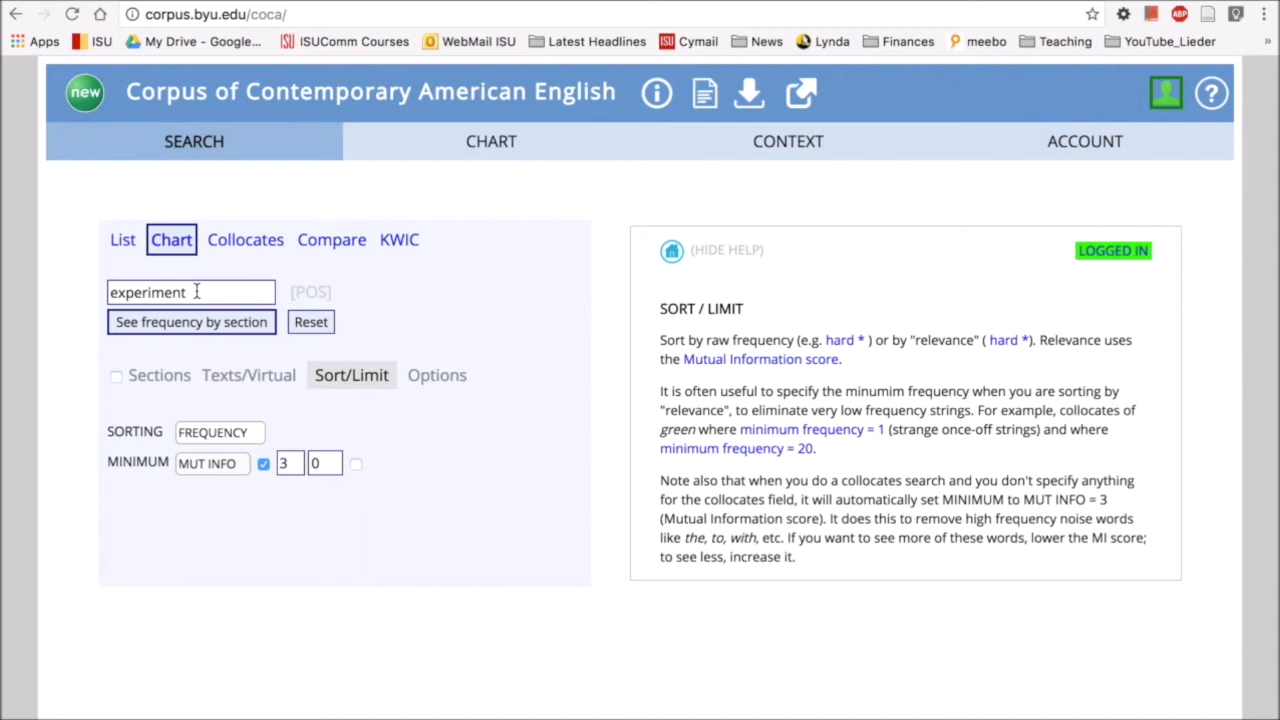 corpus.byu.edu/coca/
ABP
Apps ISU My Drive - Google... ISU ISUComm Courses WebMail ISU Latest Headlines ISU Cymail News Lynda Finances meebo Teaching YouTube_Lieder »
new Corpus of Contemporary American English
SEARCH CHART CONTEXT ACCOUNT
List Chart Collocates Compare KWIC
experiment [POS]
See frequency by section Reset
Sections Texts/Virtual Sort/Limit Options
SORTING FREQUENCY
MINIMUM MUT INFO 3 0
(HIDE HELP) LOGGED IN
SORT / LIMIT
Sort by raw frequency (e.g. hard * ) or by "relevance" ( hard *). Relevance uses
the Mutual Information score.
It is often useful to specify the minumim frequency when you are sorting by
"relevance", to eliminate very low frequency strings. For example, collocates of
green where minimum frequency = 1 (strange once-off strings) and where
minimum frequency = 20.
Note also that when you do a collocates search and you don't specify anything
for the collocates field, it will automatically set MINIMUM to MUT INFO = 3
(Mutual Information score). It does this to remove high frequency noise words
like the, to, with, etc. If you want to see more of these words, lower the MI score;
to see less, increase it.